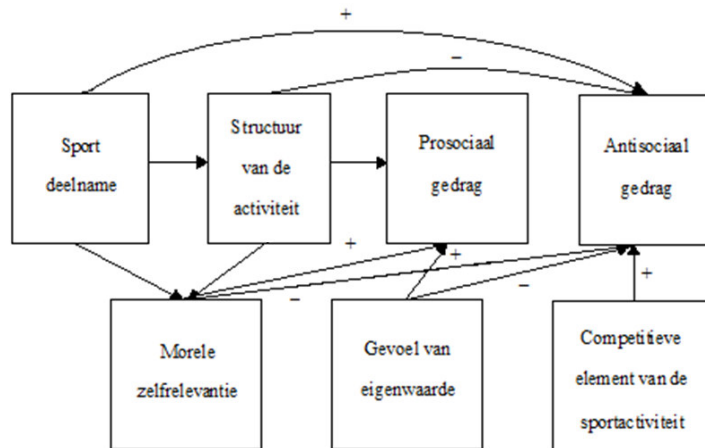 +
−
Sport
deelname
Structuur
van de
activiteit
Prosociaal
gedrag
Antisociaal
gedrag
+
+
−
−
+
Morele
zelfrelevantie
Gevoel van
eigenwaarde
Competitieve
element van de
sportactiviteit